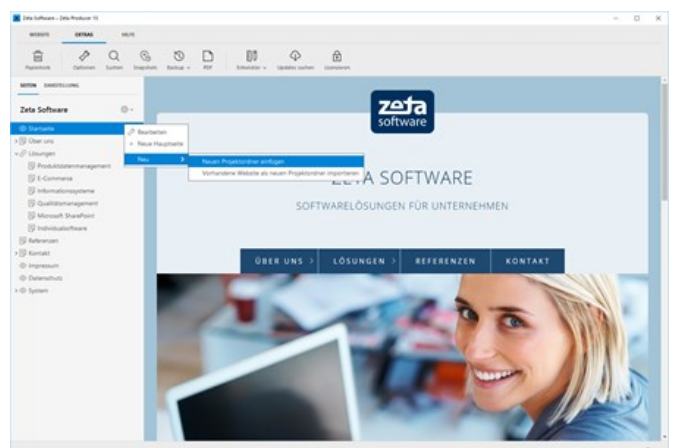 Zeta Software - Zeta Producer 15
WEBSITE EXTRAS HILFE
Papierkorb Optionen Suchen Snapshots Backup PDF Entwickler Updates suchen Lizenzieren
SEITEN DARSTELLUNG
Zeta Software
Startseite
Über uns
Lösungen
Produktdatenmanagement
E-Commerce
Informationssysteme
Qualitätsmanagement
Microsoft SharePoint
Individualsoftware
Referenzen
Kontakt
Impressum
Datenschutz
System
Bearbeiten
Neue Hauptseite
Neu
Neuen Projektordner einfügen
Vorhandene Website als neuen Projektordner importieren
zeta
software
ZETA SOFTWARE
SOFTWARELÖSUNGEN FÜR UNTERNEHMEN
ÜBER UNS > LÖSUNGEN > REFERENZEN KONTAKT